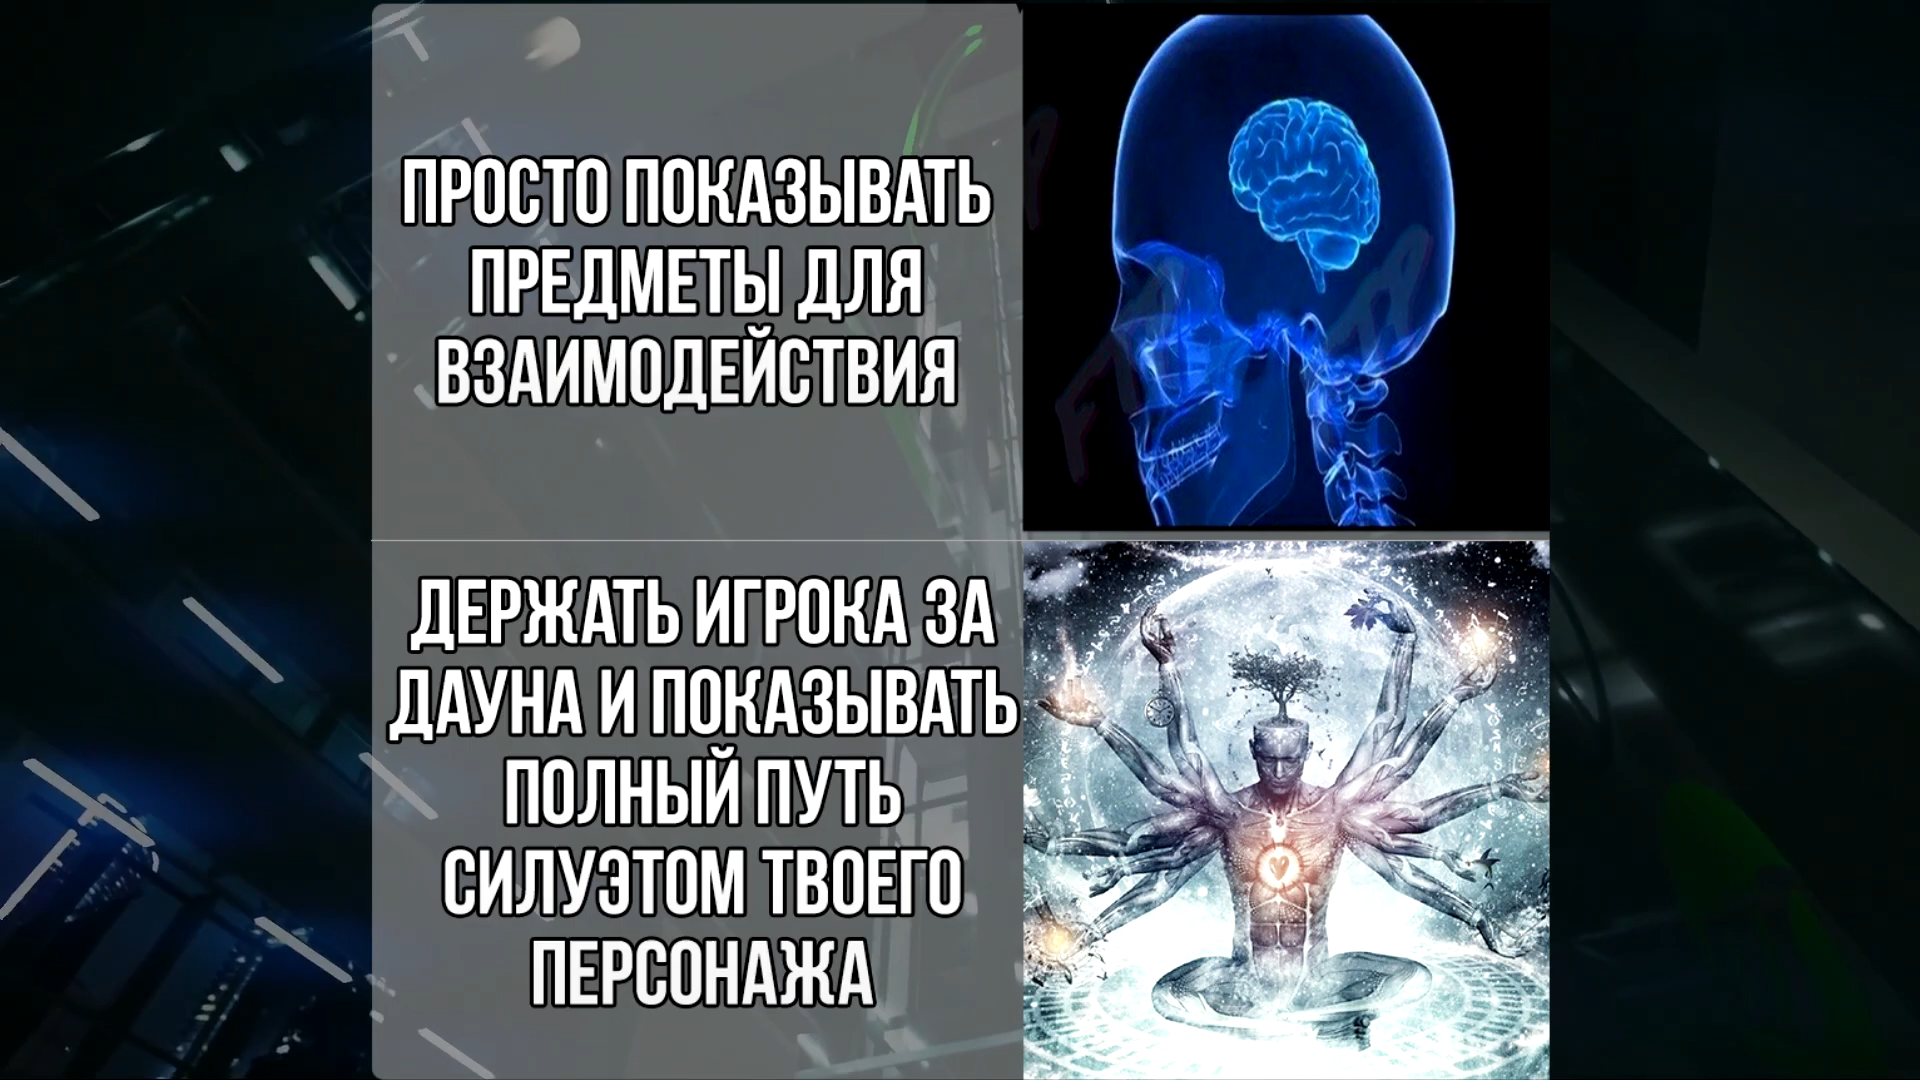 ПРОСТО ПОКАЗЫВАТЬ
ПРЕДМЕТЫ ДЛЯ
ВЗАИМОДЕЙСТВИЯ
ДЕРЖАТЬ ИГРОКА ЗА
ДАУНА И ПОКАЗЫВАТЬ
ПОЛНЫЙ ПУТЬ
СИЛУЭТОМ ТВОЕГО
ПЕРСОНАЖА